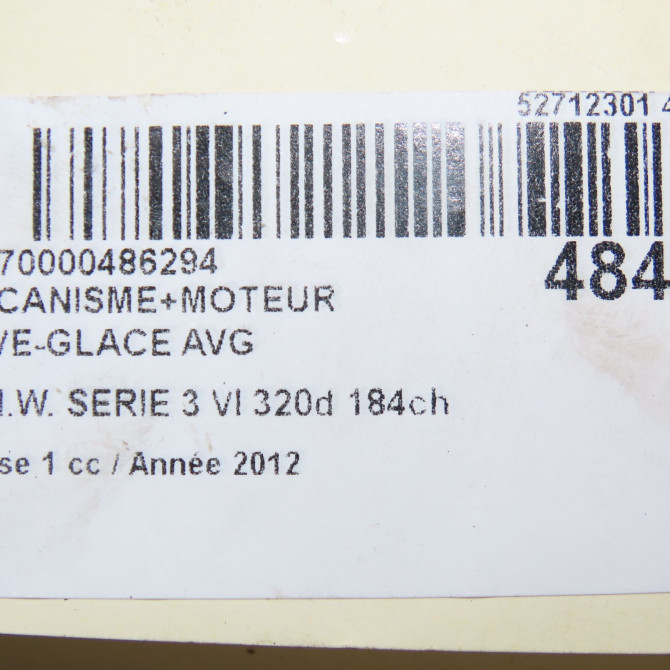 52712301 4
70000486294
484
CANISME+MOTEUR
VE-GLACE AVG
.W. SERIE 3 VI 320d 184ch
se 1 cc / Année 2012